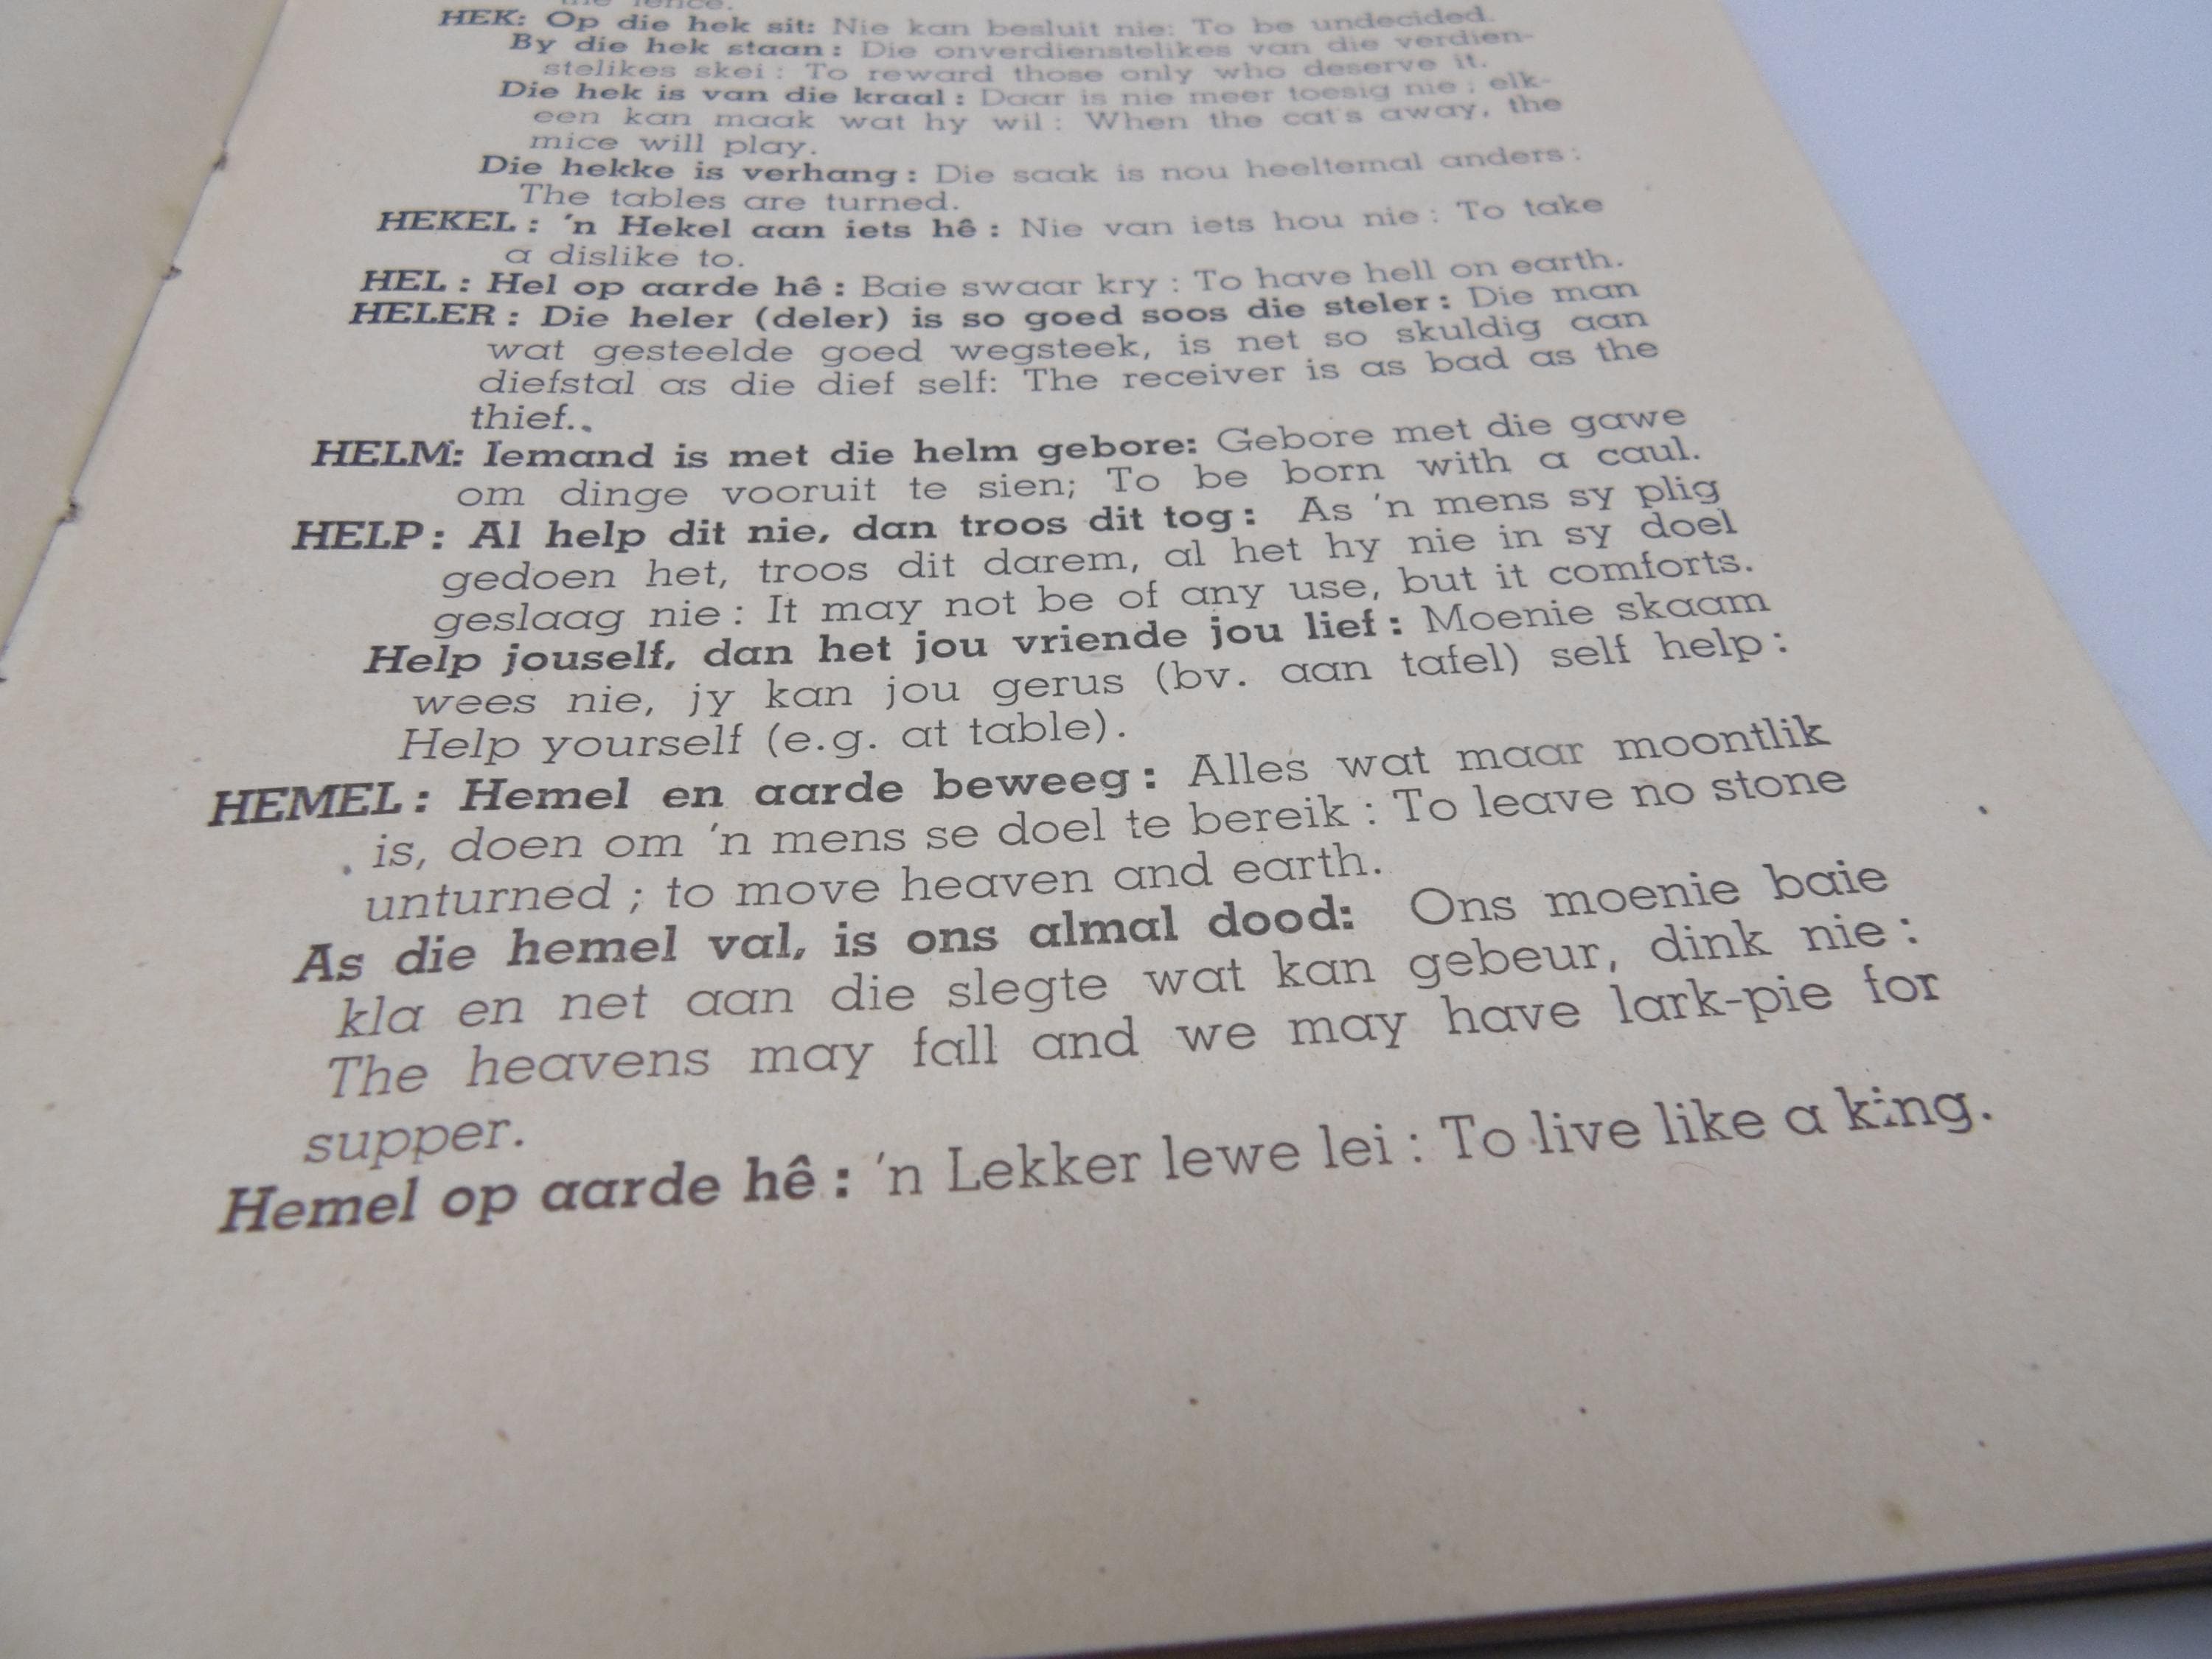 the fence.
HEK: Op die hek sit: Nie kan besluit nie: To be undecided.
By die hek staan: Die onverdienstelikes van die verdien-
stelikes skei: To reward those only who deserve it.
Die hek is van die kraal: Daar is nie meer toesig nie; elk-
een kan maak wat hy wil: When the cat's away, the
mice will play.
Die hekke is verhang: Die saak is nou heeltemal anders:
The tables are turned.
HEKEL: 'n Hekel aan iets hê: Nie van iets hou nie: To take
a dislike to.
HEL: Hel op aarde hê: Baie swaar kry: To have hell on earth.
HELER: Die heler (deler) is so goed soos die steler: Die man
wat gesteelde goed wegsteek, is net so skuldig aan
diefstal as die dief self: The receiver is as bad as the
thief..
HELM: Iemand is met die helm gebore: Gebore met die gawe
om dinge vooruit te sien; To be born with a caul.
HELP: Al help dit nie, dan troos dit tog: As 'n mens sy plig
gedoen het, troos dit darem, al het hy nie in sy doel
geslaag nie: It may not be of any use, but it comforts.
Help jouself, dan het jou vriende jou lief: Moenie skaam
wees nie, jy kan jou gerus (bv. aan tafel) self help:
Help yourself (e.g. at table).
HEMEL: Hemel en aarde beweeg: Alles wat maar moontlik
is, doen om 'n mens se doel te bereik: To leave no stone
unturned; to move heaven and earth.
As die hemel val, is ons almal dood: Ons moenie baie
kla en net aan die slegte wat kan gebeur, dink nie:
The heavens may fall and we may have lark-pie for
supper.
Hemel op aarde hê: 'n Lekker lewe lei: To live like a king.